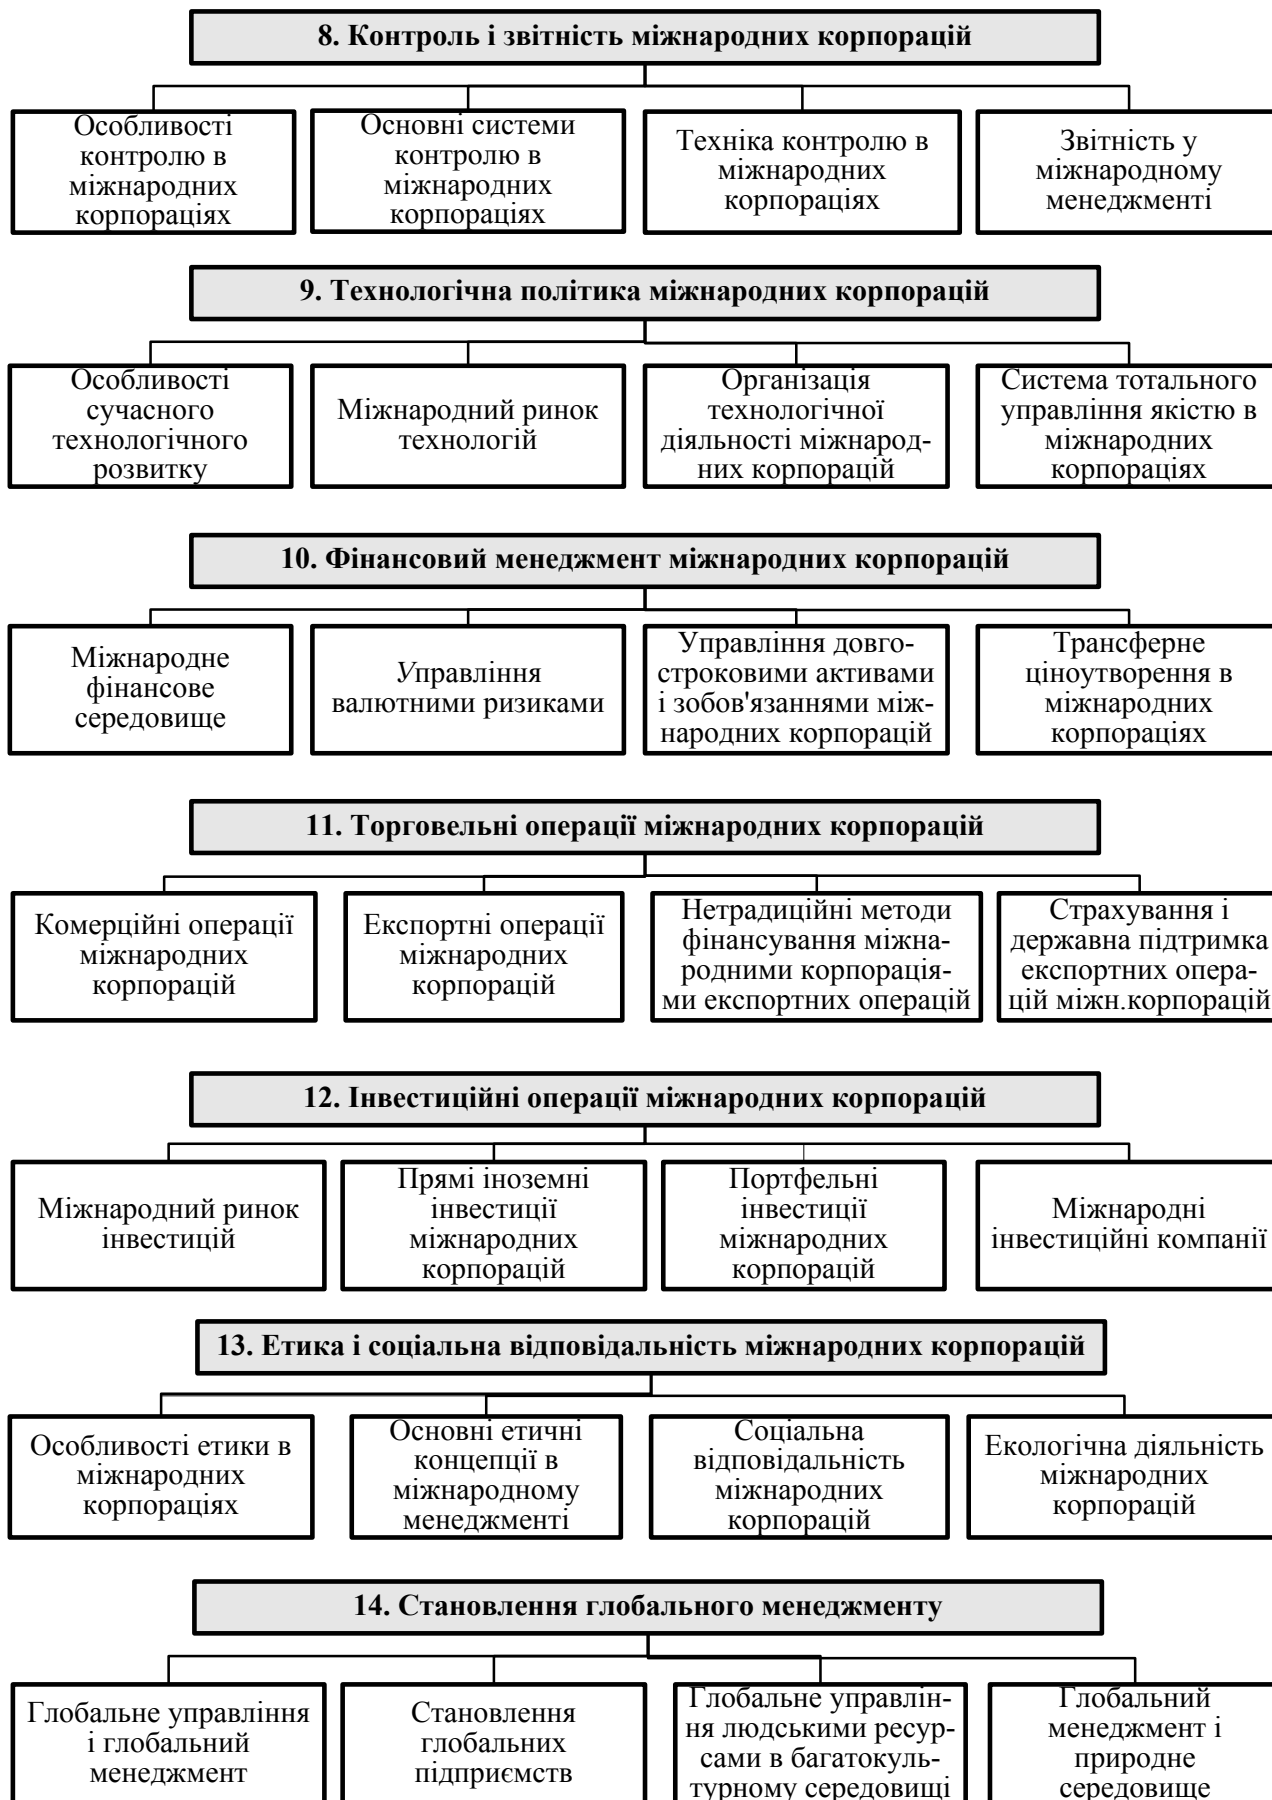 8. Контроль і звітність міжнародних корпорацій
Особливості
контролю в
міжнародних
корпораціях
Основні системи
контролю в
міжнародних
корпораціях
Техніка контролю в
міжнародних
корпораціях
Звітність у
міжнародному
менеджменті
9. Технологічна політика міжнародних корпорацій
Особливості
сучасного
технологічного
розвитку
Міжнародний ринок
технологій
Організація
технологічної
діяльності міжнарод-
них корпорацій
Система тотального
управління якістю в
міжнародних
корпораціях
10. Фінансовий менеджмент міжнародних корпорацій
Міжнародне
фінансове
середовище
Управління
валютними ризиками
Управління довго-
строковими активами
і зобов'язаннями між-
народних корпорацій
Трансферне
ціноутворення в
міжнародних
корпораціях
11. Торговельні операції міжнародних корпорацій
Комерційні операції
міжнародних
корпорацій
Експортні операції
міжнародних
корпорацій
Нетрадиційні методи
фінансування міжна-
родними корпорація-
ми експортних операцій
Страхування і
державна підтримка
експортних опера-
цій міжн.корпорацій
12. Інвестиційні операції міжнародних корпорацій
Міжнародний ринок
інвестицій
Прямі іноземні
інвестиції
міжнародних
корпорацій
Портфельні
інвестиції
міжнародних
корпорацій
Міжнародні
інвестиційні компанії
13. Етика і соціальна відповідальність міжнародних корпорацій
Особливості етики в
міжнародних
корпораціях
Основні етичні
концепції в
міжнародному
менеджменті
Соціальна
відповідальність
міжнародних
корпорацій
Екологічна діяльність
міжнародних
корпорацій
14. Становлення глобального менеджменту
Глобальне управління
і глобальний
менеджмент
Становлення
глобальних
підприємств
Глобальне управлін-
ня людськими ресур-
сами в багатокуль-
турному середовищі
Глобальний
менеджмент і
природне
середовище